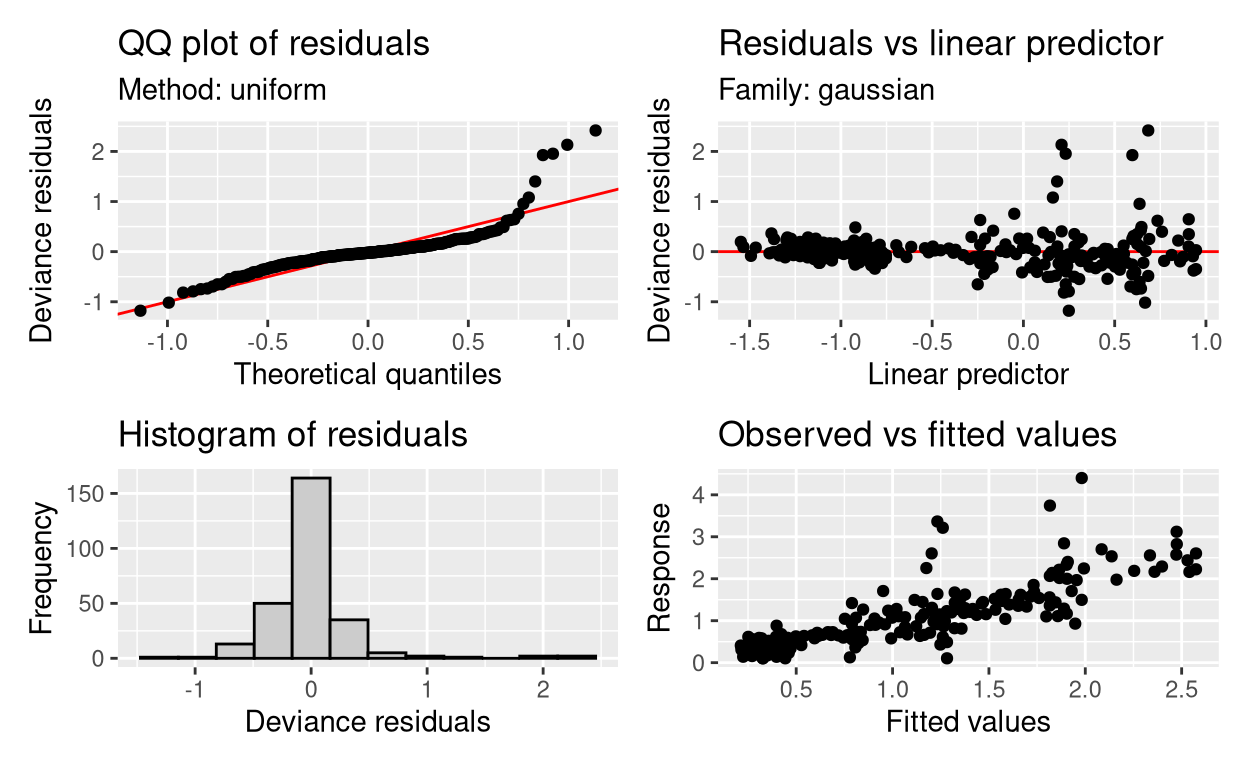 QQ plot of residuals
Method: uniform
Deviance residuals
2
1
0
-1
-1.0 -0.5 0.0 0.5 1.0
Theoretical quantiles
Residuals vs linear predictor
Family: gaussian
Deviance residuals
2
1
0
-1
-1.5 -1.0 -0.5 0.0 0.5 1.0
Linear predictor
Histogram of residuals
Frequency
150
100
50
0
-1 0 1 2
Deviance residuals
Observed vs fitted values
Response
4
3
2
1
0
0.5 1.0 1.5 2.0 2.5
Fitted values